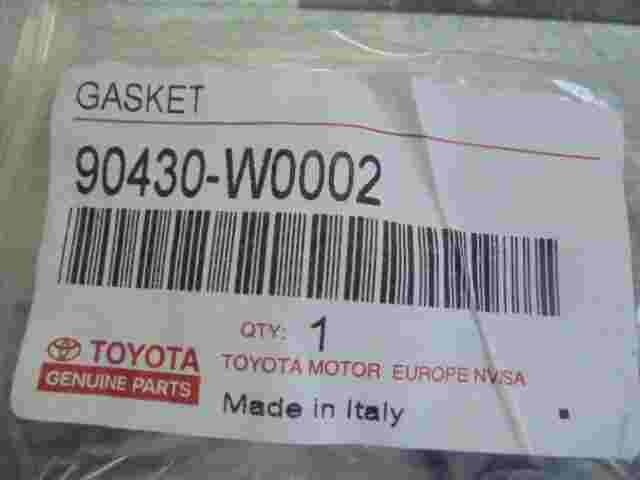 GASKET
90430-W0002
QTY: 1
TOYOTA
GENUINE PARTS
TOYOTA MOTOR EUROPE NV/SA
Made in Italy